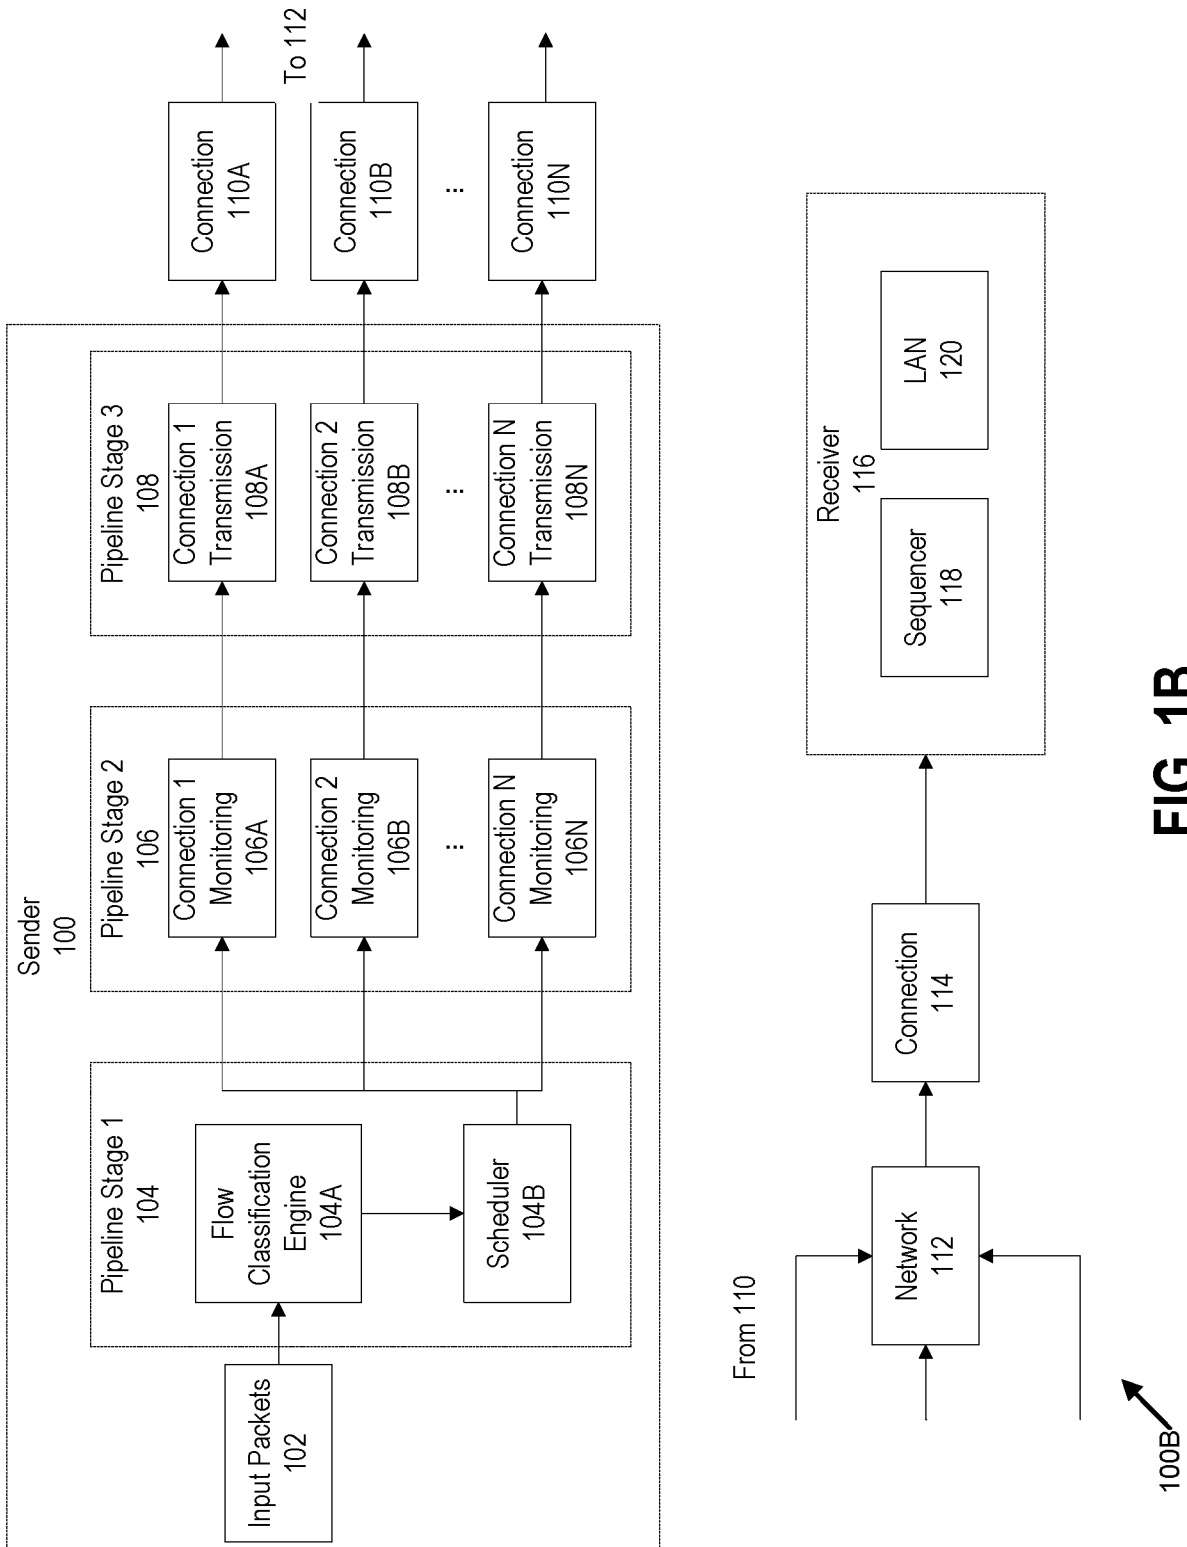 Sender
100
Pipeline Stage 1
104
Pipeline Stage 2
106
Pipeline Stage 3
108
Input Packets
102
Flow
Classification
Engine
104A
Scheduler
104B
Connection 1
Monitoring
106A
Connection 2
Monitoring
106B
...
Connection N
Monitoring
106N
Connection 1
Transmission
108A
Connection 2
Transmission
108B
...
Connection N
Transmission
108N
Connection
110A
To 112
Connection
110B
...
Connection
110N
From 110
Network
112
Connection
114
Receiver
116
Sequencer
118
LAN
120
100B
FIG. 1B